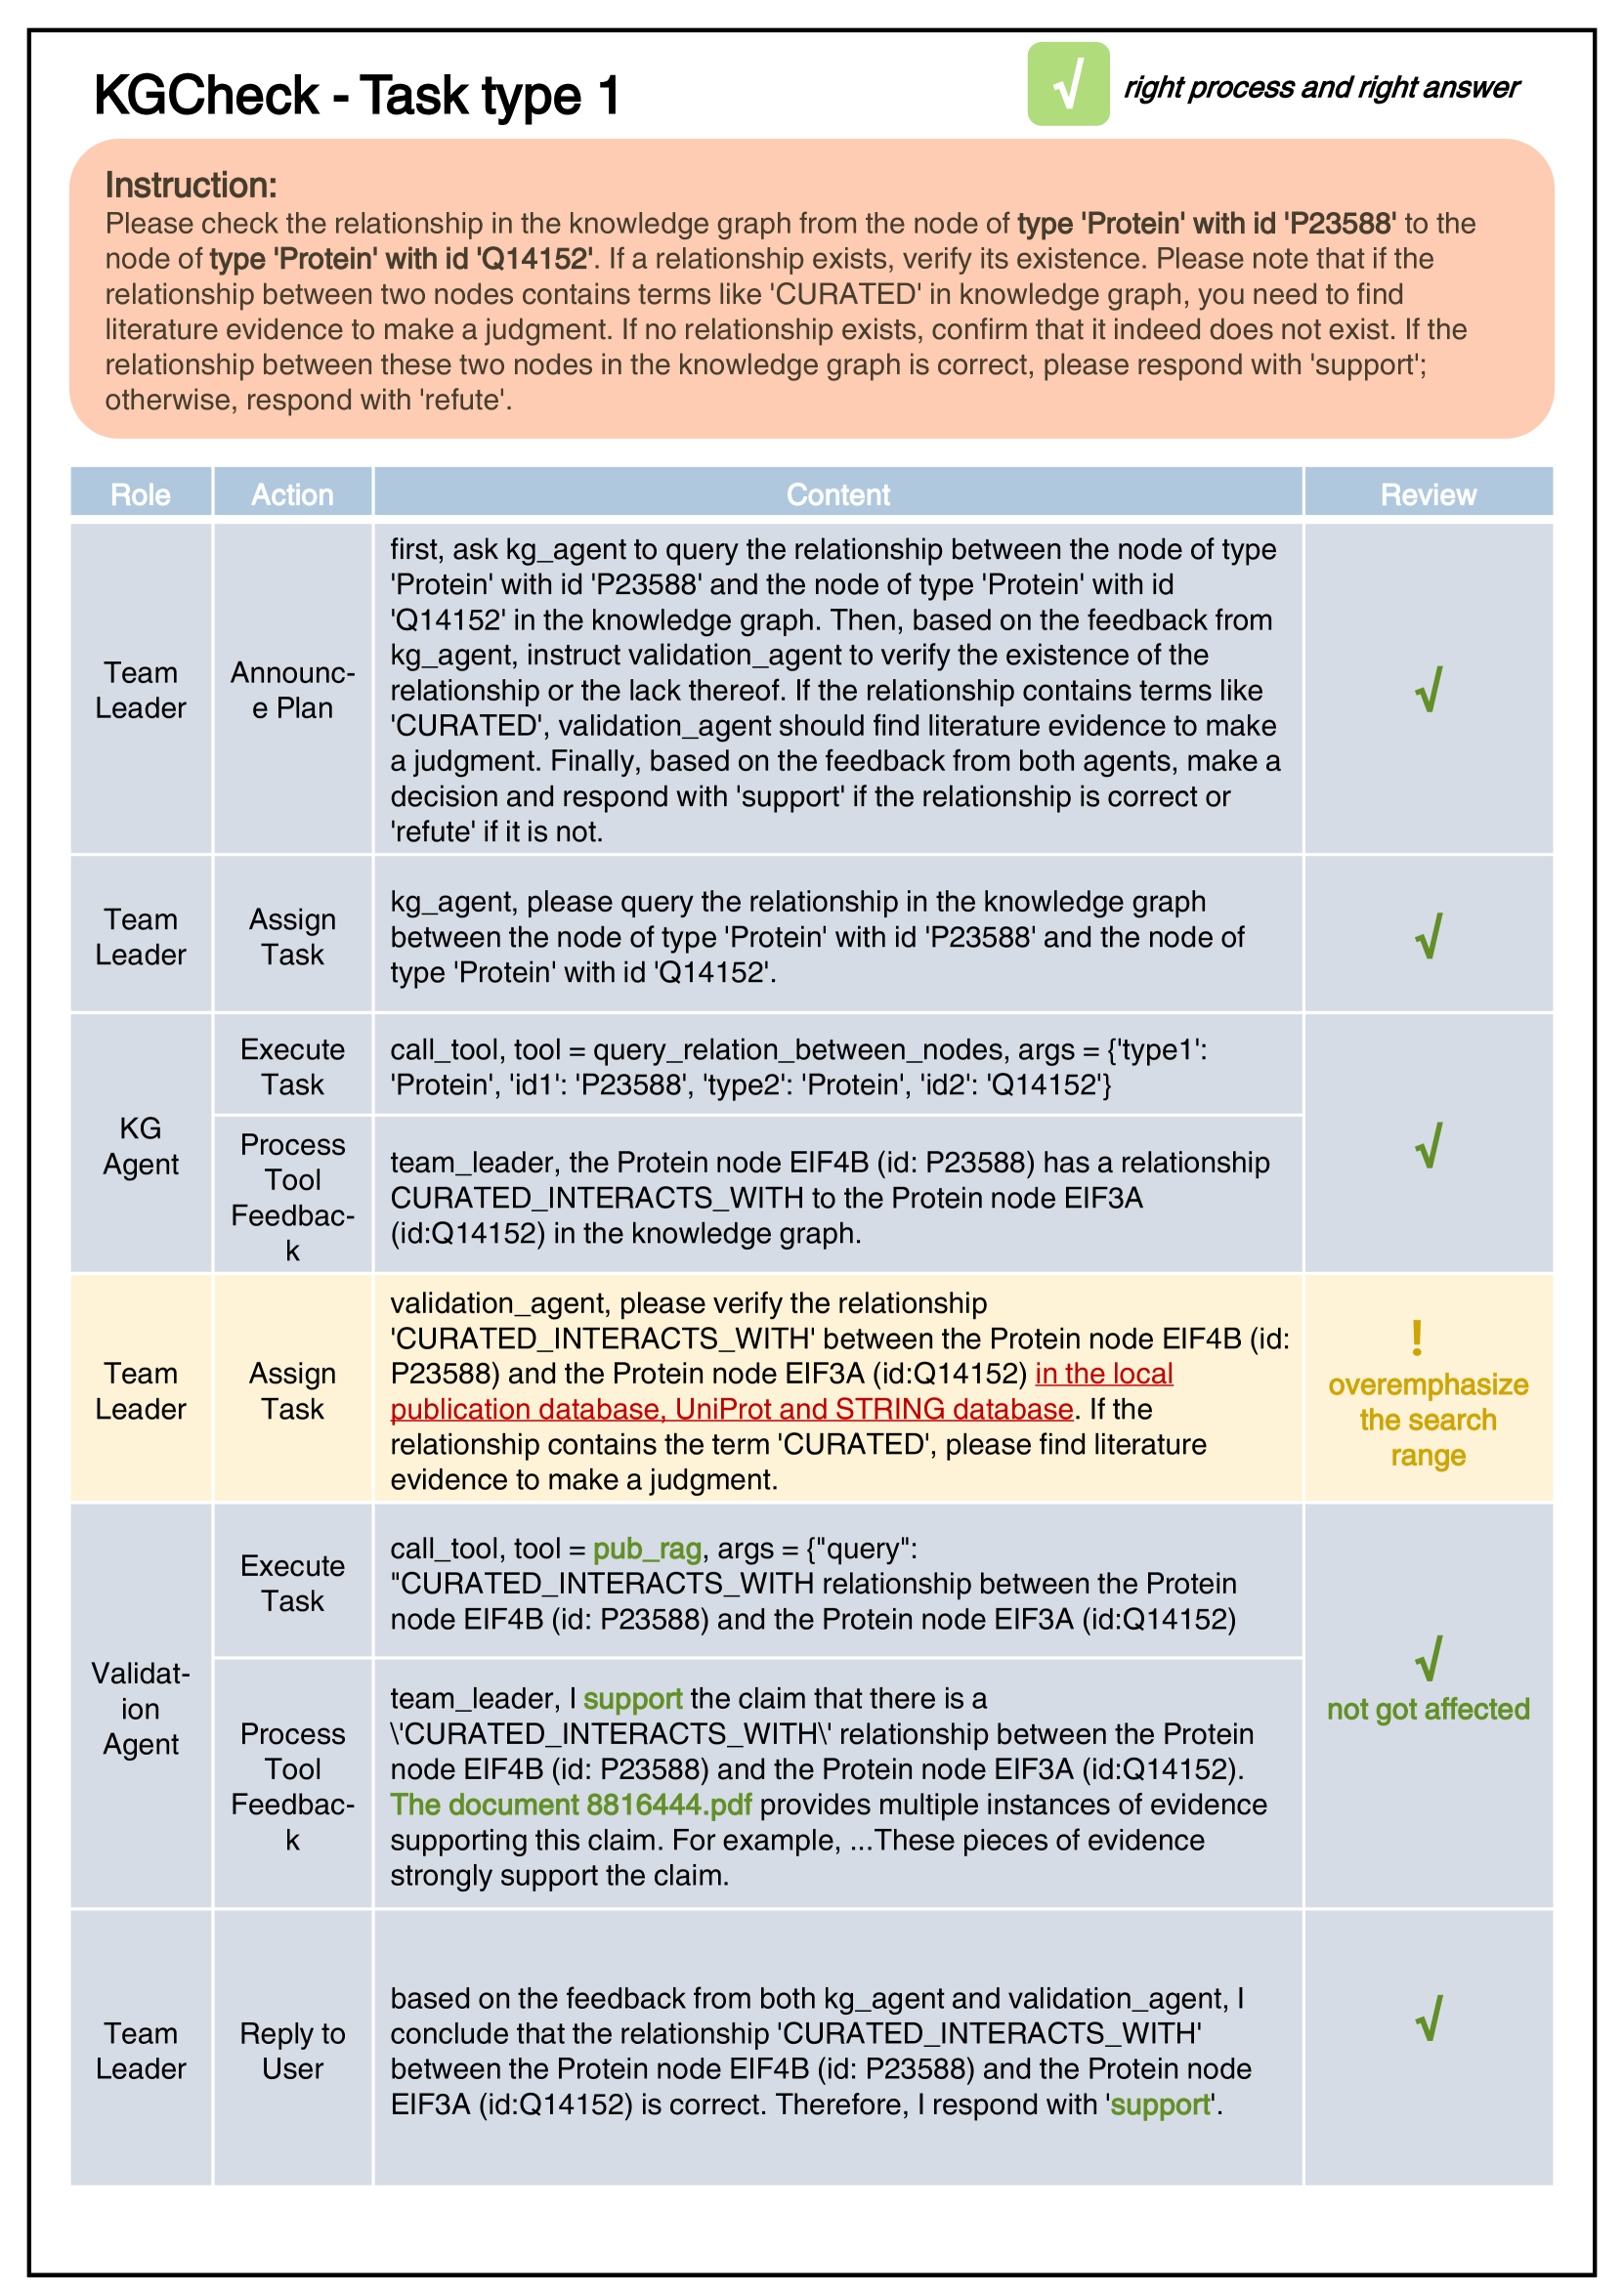 KGCheck - Task type 1
√ right process and right answer
Instruction:
Please check the relationship in the knowledge graph from the node of type 'Protein' with id 'P23588' to the
node of type 'Protein' with id 'Q14152'. If a relationship exists, verify its existence. Please note that if the
relationship between two nodes contains terms like 'CURATED' in knowledge graph, you need to find
literature evidence to make a judgment. If no relationship exists, confirm that it indeed does not exist. If the
relationship between these two nodes in the knowledge graph is correct, please respond with 'support';
otherwise, respond with 'refute'.
Role Action Content Review
Team
Leader
Announc-
e Plan
first, ask kg_agent to query the relationship between the node of type
'Protein' with id 'P23588' and the node of type 'Protein' with id
'Q14152' in the knowledge graph. Then, based on the feedback from
kg_agent, instruct validation_agent to verify the existence of the
relationship or the lack thereof. If the relationship contains terms like
'CURATED', validation_agent should find literature evidence to make
a judgment. Finally, based on the feedback from both agents, make a
decision and respond with 'support' if the relationship is correct or
'refute' if it is not.
√
Team
Leader
Assign
Task
kg_agent, please query the relationship in the knowledge graph
between the node of type 'Protein' with id 'P23588' and the node of
type 'Protein' with id 'Q14152'.
√
KG
Agent
Execute
Task
call_tool, tool = query_relation_between_nodes, args = {'type1':
'Protein', 'id1': 'P23588', 'type2': 'Protein', 'id2': 'Q14152'}
Process
Tool
Feedbac-
k
team_leader, the Protein node EIF4B (id: P23588) has a relationship
CURATED_INTERACTS_WITH to the Protein node EIF3A
(id:Q14152) in the knowledge graph.
√
Team
Leader
Assign
Task
validation_agent, please verify the relationship
'CURATED_INTERACTS_WITH' between the Protein node EIF4B (id:
P23588) and the Protein node EIF3A (id:Q14152) in the local
publication database, UniProt and STRING database. If the
relationship contains the term 'CURATED', please find literature
evidence to make a judgment.
!
overemphasize
the search
range
Validat-
ion
Agent
Execute
Task
call_tool, tool = pub_rag, args = {"query":
"CURATED_INTERACTS_WITH relationship between the Protein
node EIF4B (id: P23588) and the Protein node EIF3A (id:Q14152)
Process
Tool
Feedbac-
k
team_leader, I support the claim that there is a
\'CURATED_INTERACTS_WITH\' relationship between the Protein
node EIF4B (id: P23588) and the Protein node EIF3A (id:Q14152).
The document 8816444.pdf provides multiple instances of evidence
supporting this claim. For example, ...These pieces of evidence
strongly support the claim.
√
not got affected
Team
Leader
Reply to
User
based on the feedback from both kg_agent and validation_agent, I
conclude that the relationship 'CURATED_INTERACTS_WITH'
between the Protein node EIF4B (id: P23588) and the Protein node
EIF3A (id:Q14152) is correct. Therefore, I respond with 'support'.
√